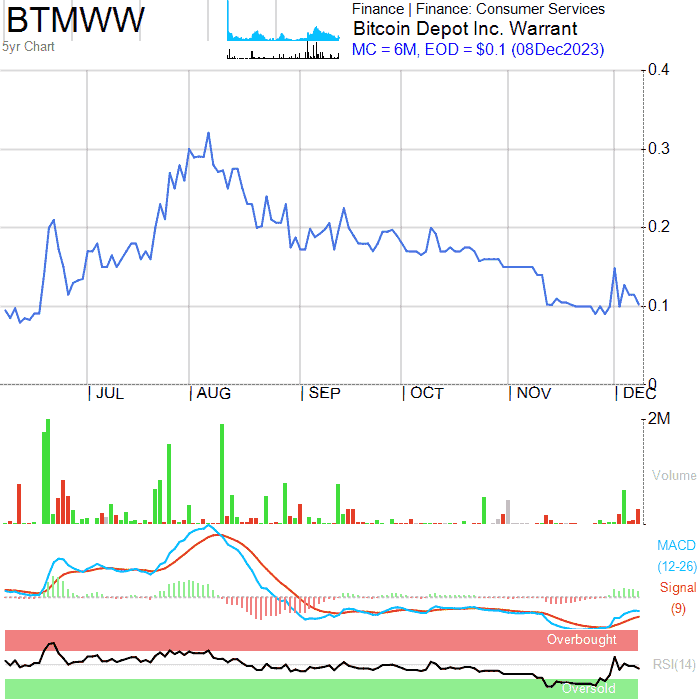 BTMWW
5yr Chart
Finance | Finance: Consumer Services
Bitcoin Depot Inc. Warrant
MC = 6M, EOD = $0.1 (08Dec2023)
0.4
0.3
0.2
0.1
0
JUL AUG SEP OCT NOV DEC
2M
Volume
MACD
(12-26)
Signal
(9)
Overbought
RSI(14)
Oversold